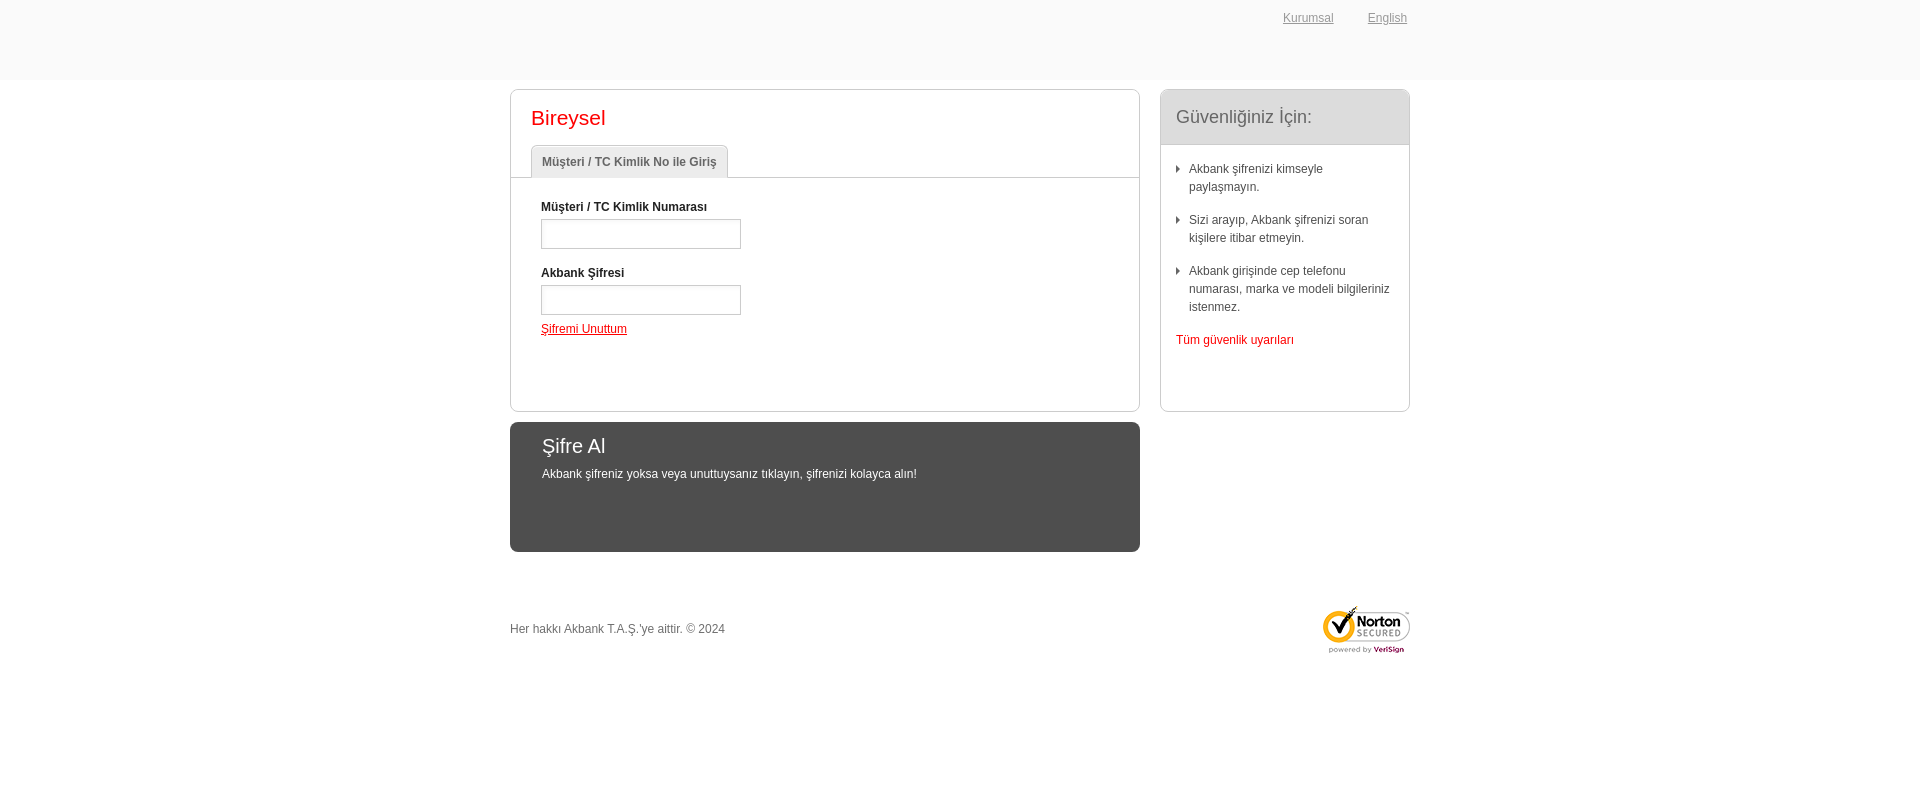 Kurumsal English
Bireysel
Müşteri / TC Kimlik No ile Giriş
Müşteri / TC Kimlik Numarası
Akbank Şifresi
Şifremi Unuttum
Güvenliğiniz İçin:
Akbank şifrenizi kimseyle
paylaşmayın.
Sizi arayıp, Akbank şifrenizi soran
kişilere itibar etmeyin.
Akbank girişinde cep telefonu
numarası, marka ve modeli bilgileriniz
istenmez.
Tüm güvenlik uyarıları
Şifre Al
Akbank şifreniz yoksa veya unuttuysanız tıklayın, şifrenizi kolayca alın!
Her hakkı Akbank T.A.Ş.'ye aittir. © 2024
Norton
SECURED
powered by VeriSign